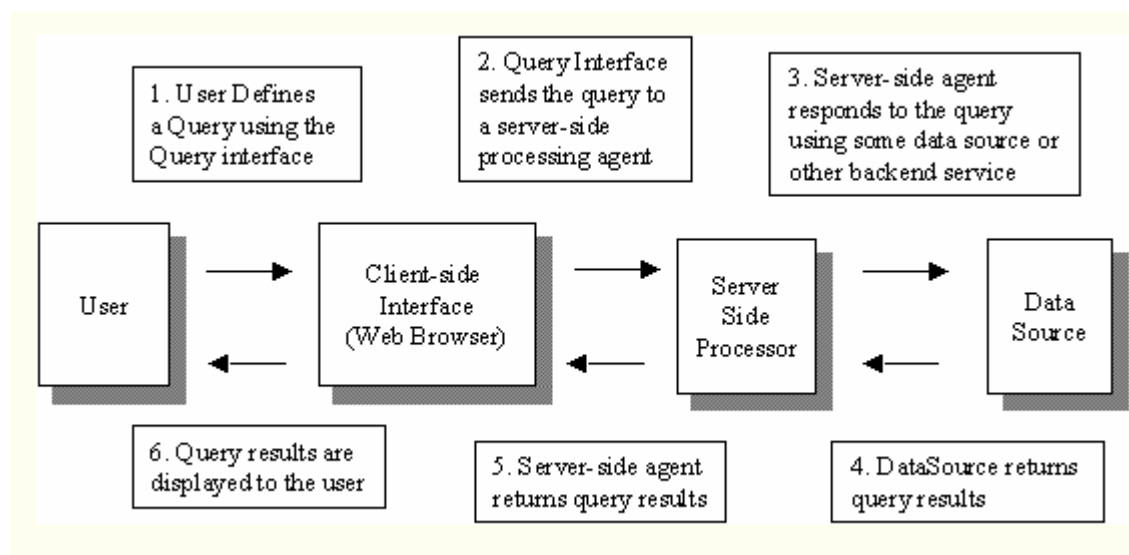 1. User Defines
a Query using the
Query interface
2. Query Interface
sends the query to
a server-side
processing agent
3. Server-side agent
responds to the query
using some data source or
other backend service
User
Client-side
Interface
(Web Browser)
Server
Side
Processor
Data
Source
6. Query results are
displayed to the user
5. Server-side agent
returns query results
4. DataSource returns
query results